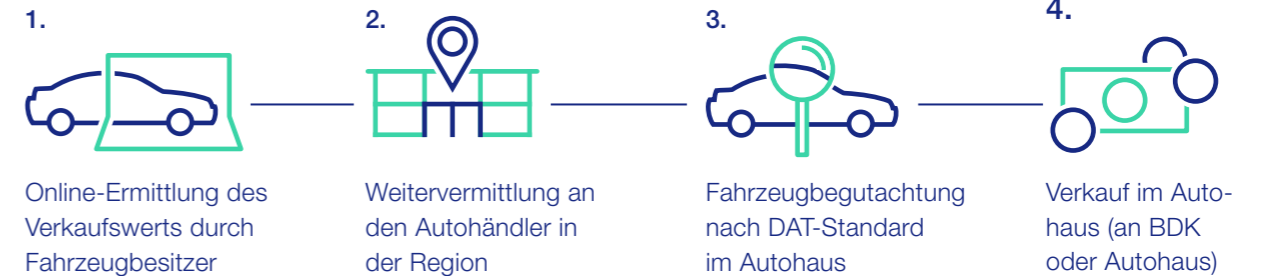 1.
Online-Ermittlung des
Verkaufswerts durch
Fahrzeugbesitzer
2.
Weitervermittlung an
den Autohändler in
der Region
3.
Fahrzeugbegutachtung
nach DAT-Standard
im Autohaus
4.
Verkauf im Auto-
haus (an BDK
oder Autohaus)